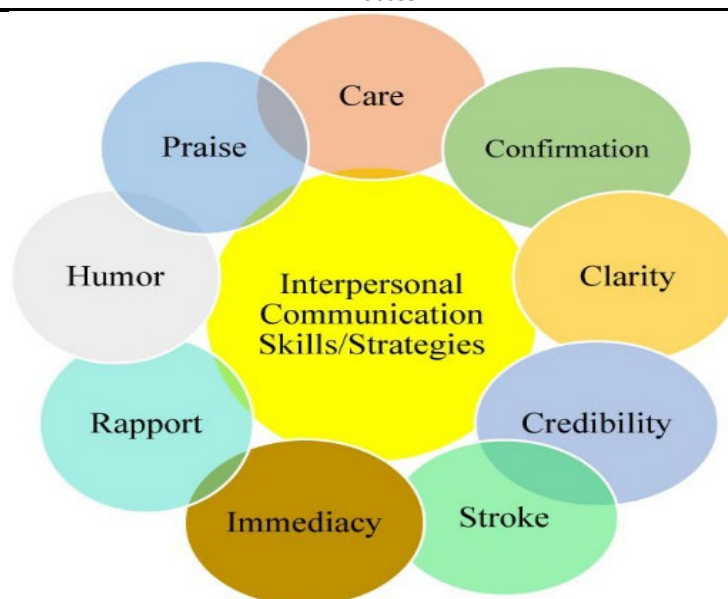 Care
Praise
Confirmation
Humor
Interpersonal
Communication
Skills/Strategies
Clarity
Rapport
Credibility
Immediacy
Stroke